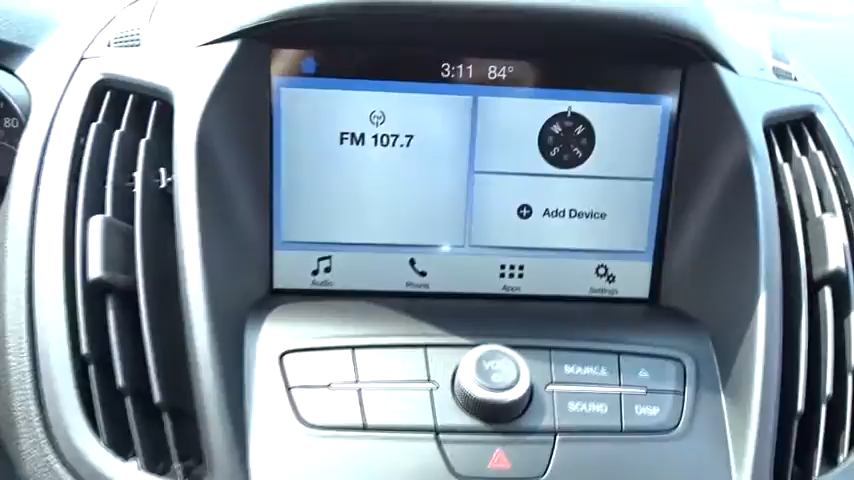 3:11 84°
FM 107.7
W N
S E
Add Device
Audio Phone Apps Settings
VOL
SOURCE
SOUND DISP
80